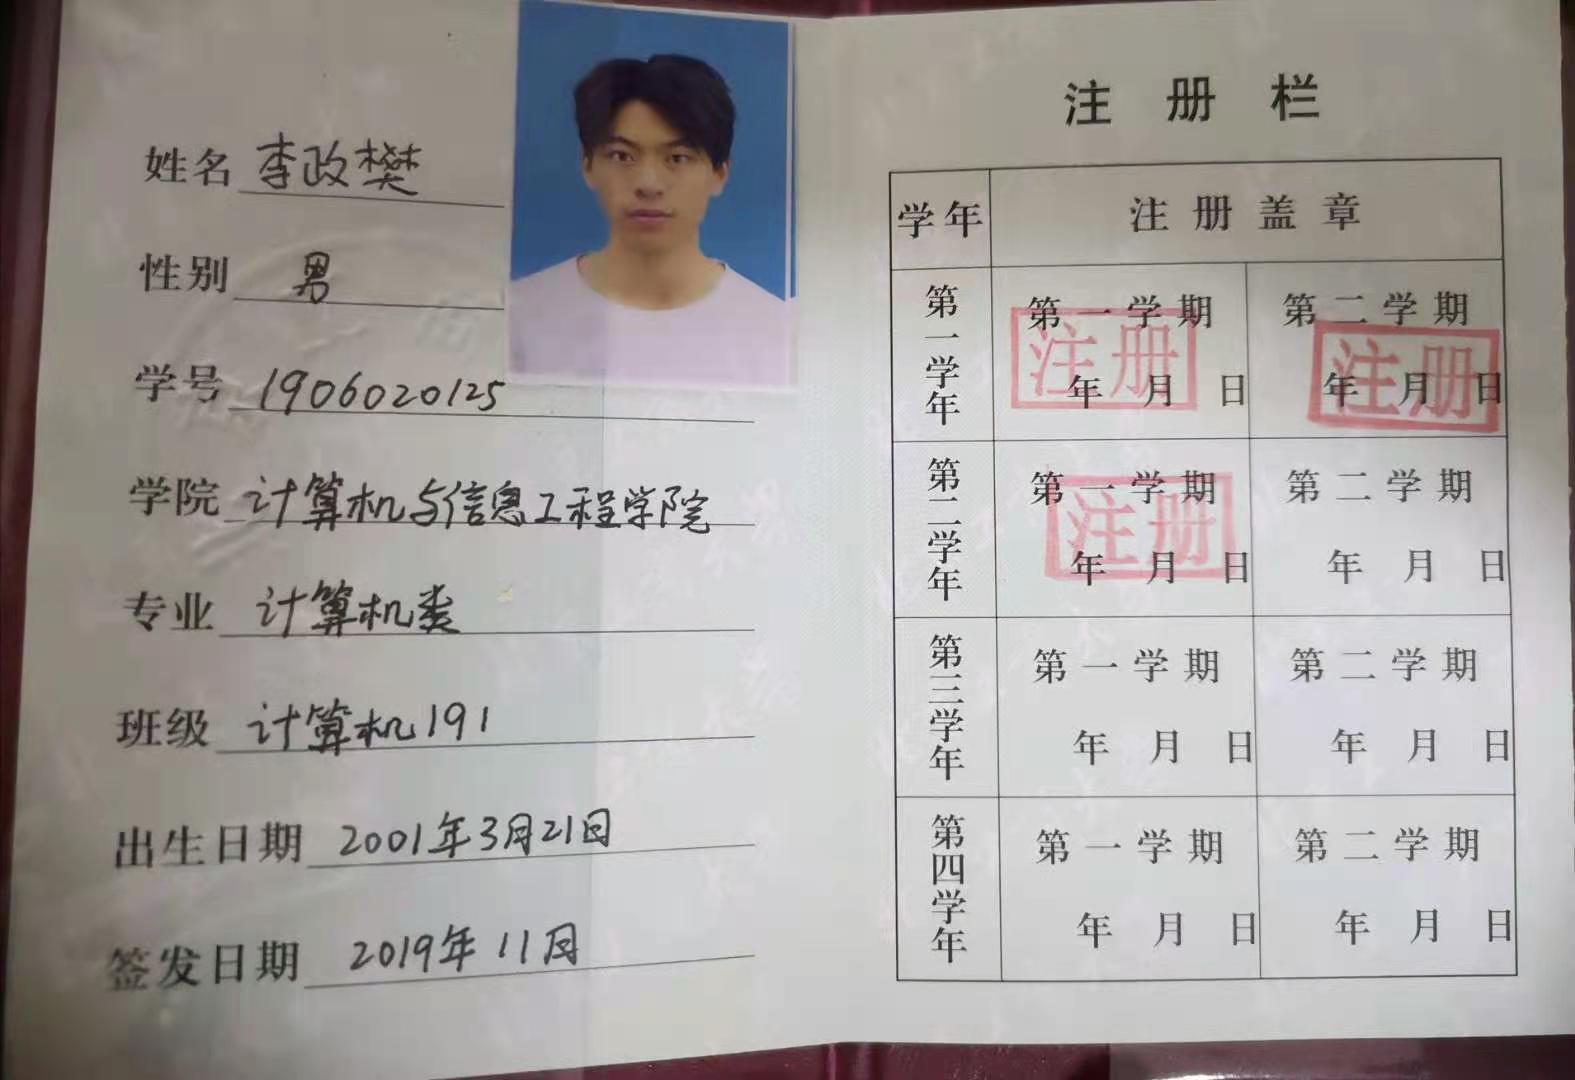 姓名 李政樊
性别 男
学号 1906020125
学院 计算机与信息工程学院
专业 计算机类
班级 计算机191
出生日期 2001年3月21日
签发日期 2019年11月
注册栏
学年 注册盖章
第一学年
第一学期 第二学期
注册 注册
年月日 年月日
第二学年
第一学期 第二学期
注册
年月日 年月日
第三学年
第一学期 第二学期
年月日 年月日
第四学年
第一学期 第二学期
年月日 年月日